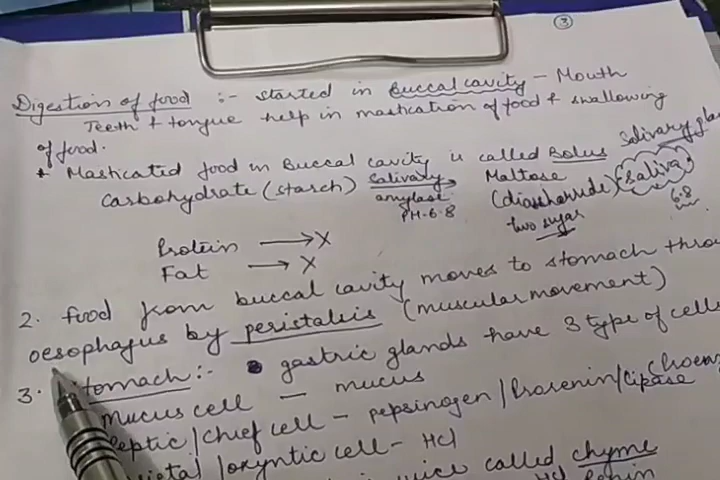 3
Digestion of food :- started in Buccal cavity - Mouth
Teeth + tongue help in mastication of food + swallowing
of food.
* Masticated food in Buccal cavity is called Bolus
Salivary
Carbohydrate (starch) Salivary Maltose
amylase
PH-6.8
(disaccharide)
two sugar
saliva
6.8
Protein → X
Fat → X
2. food from buccal cavity moves to stomach
oesophagus by peristalsis (muscular movement)
3. Stomach :- gastric glands have 3 type of cells
mucus cell - mucus
Peptic/chief cell - pepsinogen/Prorenin/lipase
/oxyntic cell - HCl
juice called chyme
HCl